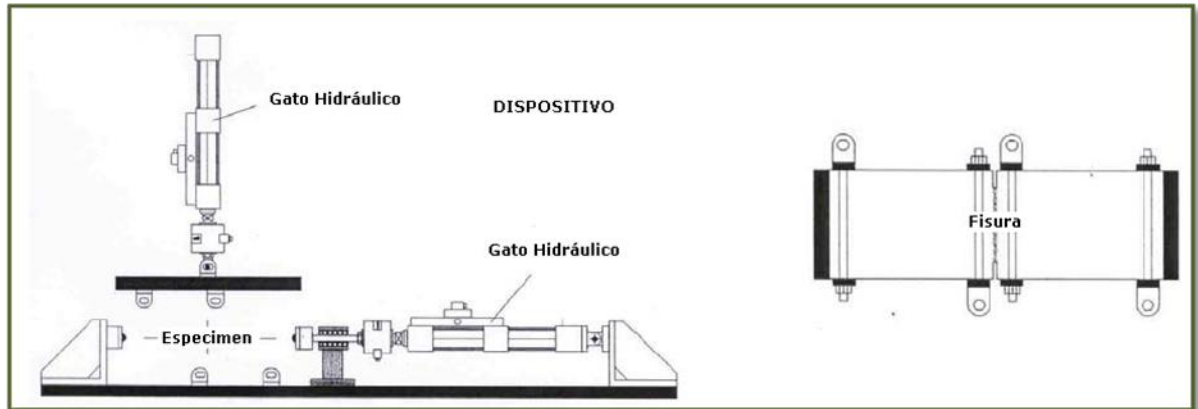 Gato Hidráulico
DISPOSITIVO
Gato Hidráulico
Especimen
Fisura